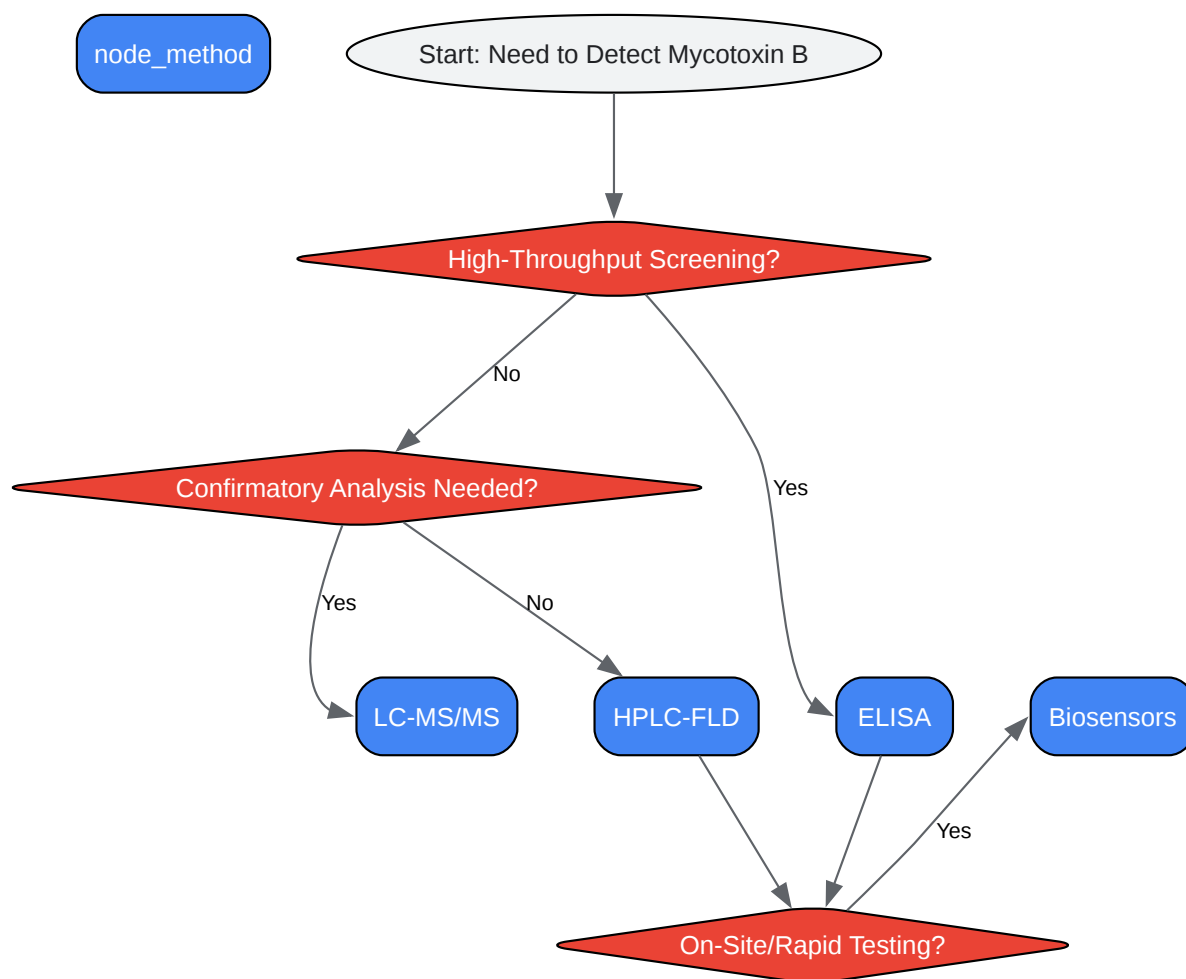 node_method
Start: Need to Detect Mycotoxin B
High-Throughput Screening?
No
Yes
Confirmatory Analysis Needed?
Yes
No
LC-MS/MS
HPLC-FLD
ELISA
Biosensors
Yes
On-Site/Rapid Testing?